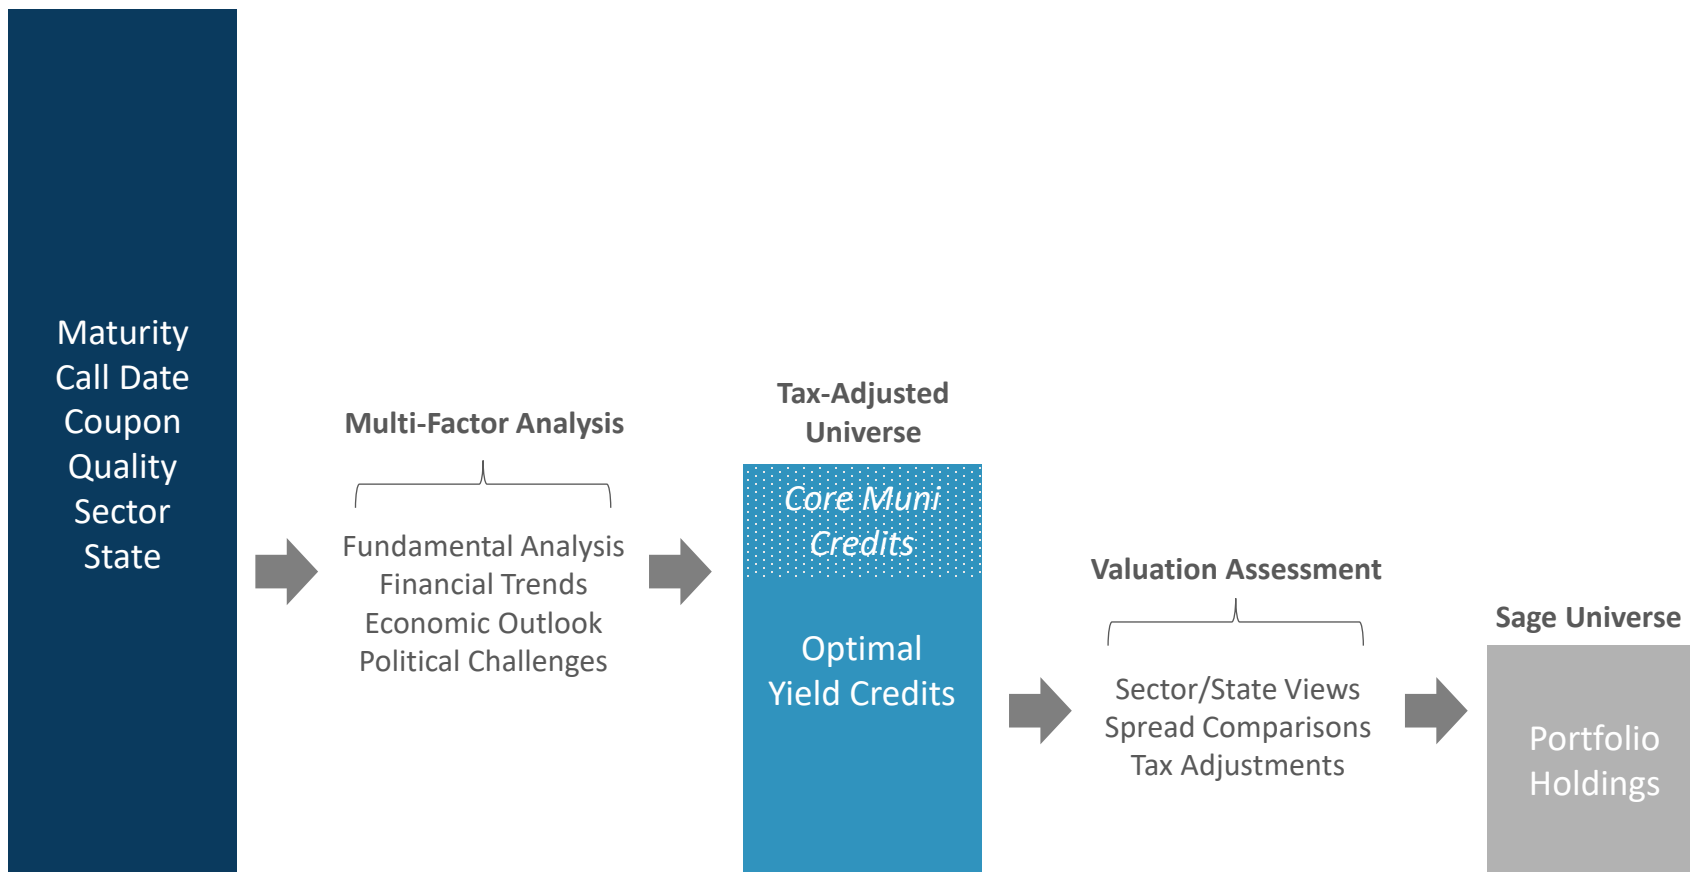 Maturity
Call Date
Coupon
Quality
Sector
State
Multi-Factor Analysis
Fundamental Analysis
Financial Trends
Economic Outlook
Political Challenges
Tax-Adjusted
Universe
Core Muni
Credits
Optimal
Yield Credits
Valuation Assessment
Sector/State Views
Spread Comparisons
Tax Adjustments
Sage Universe
Portfolio
Holdings